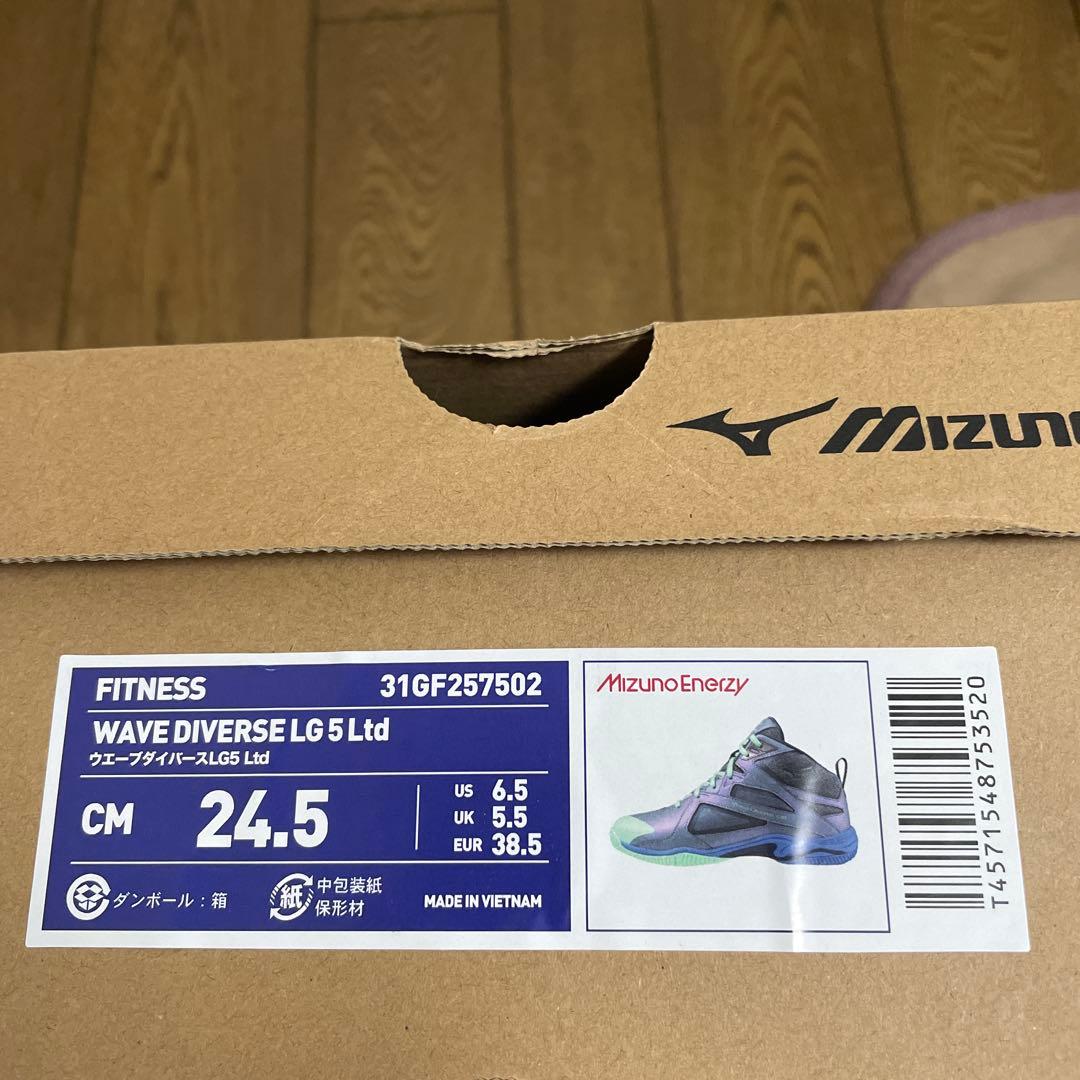 MIZUNO
FITNESS 31GF257502
WAVE DIVERSE LG 5 Ltd
ウエーブダイバースLG5 Ltd
CM 24.5
US 6.5
UK 5.5
EUR 38.5
ダンボール：箱
紙 中包装紙
保形材
MADE IN VIETNAM
MizunoEnerzy
T4571548753520